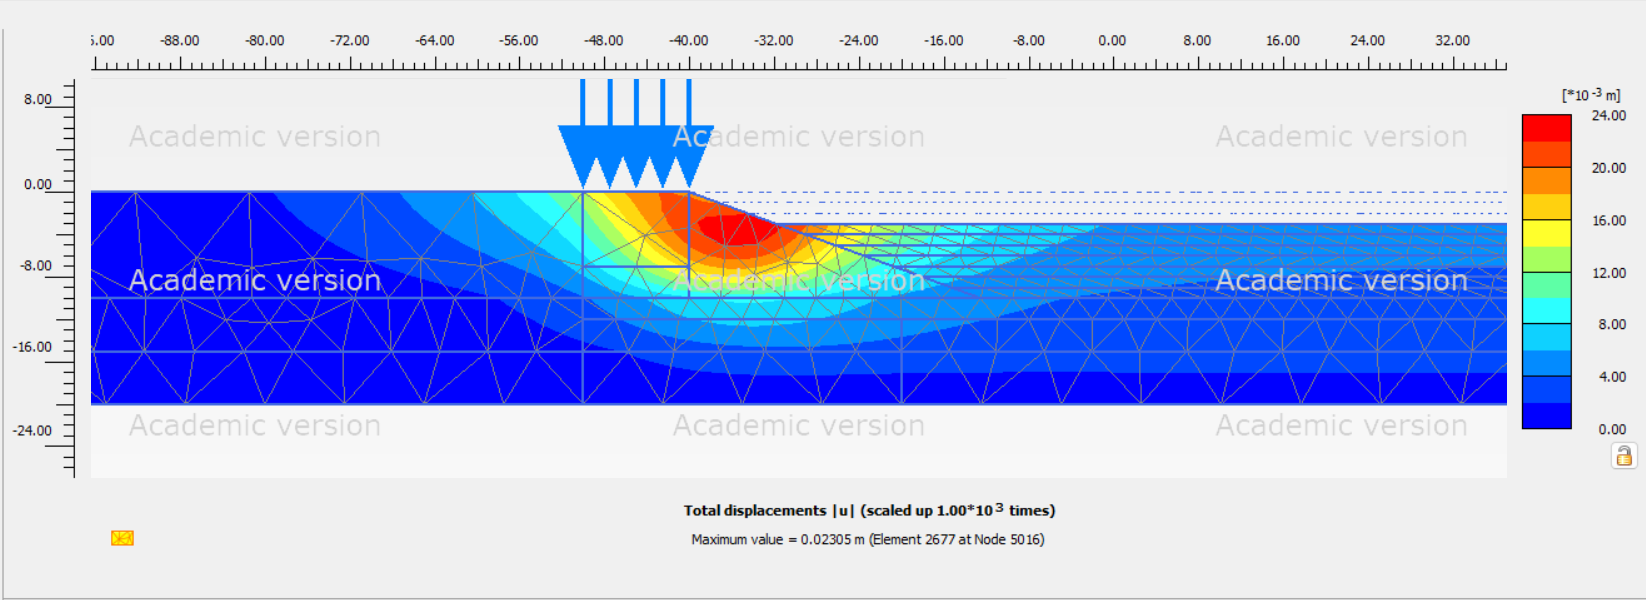 -88.00 -80.00 -72.00 -64.00 -56.00 -48.00 -40.00 -32.00 -24.00 -16.00 -8.00 0.00 8.00 16.00 24.00 32.00
8.00
0.00
-8.00
-16.00
-24.00
Academic version Academic version Academic version
Academic version Academic version Academic version
Academic version Academic version Academic version
[*10 -3 m]
24.00
20.00
16.00
12.00
8.00
4.00
0.00
Total displacements |u| (scaled up 1.00*10 3 times)
Maximum value = 0.02305 m (Element 2677 at Node 5016)